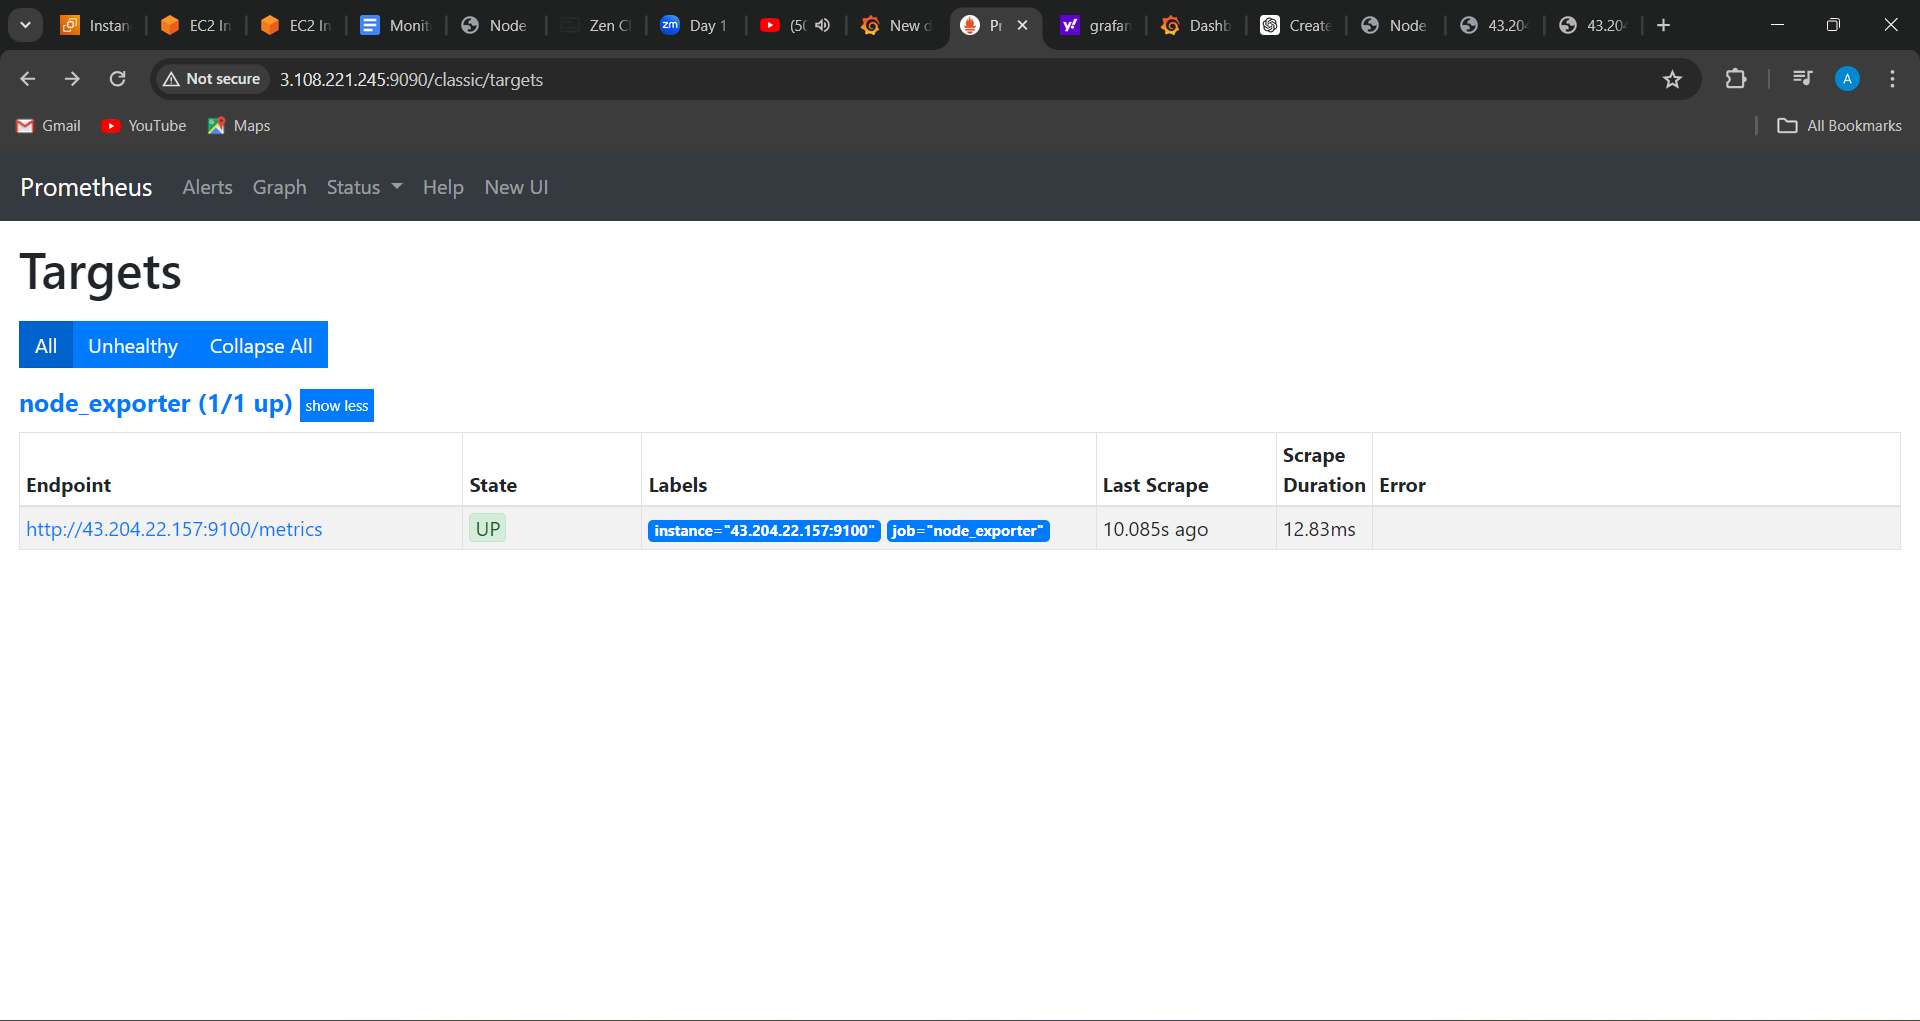 Instan
EC2 In
EC2 In
Monit
Node
Zen Cl
Day 1
(50
New d
Pr
grafan
Dashb
Create
Node
43.204
43.204
Not secure
3.108.221.245:9090/classic/targets
A
Gmail
YouTube
Maps
All Bookmarks
Prometheus Alerts Graph Status Help New UI
Targets
All Unhealthy Collapse All
node_exporter (1/1 up) show less
Endpoint State Labels Last Scrape Scrape Duration Error
http://43.204.22.157:9100/metrics UP instance="43.204.22.157:9100" job="node_exporter" 10.085s ago 12.83ms